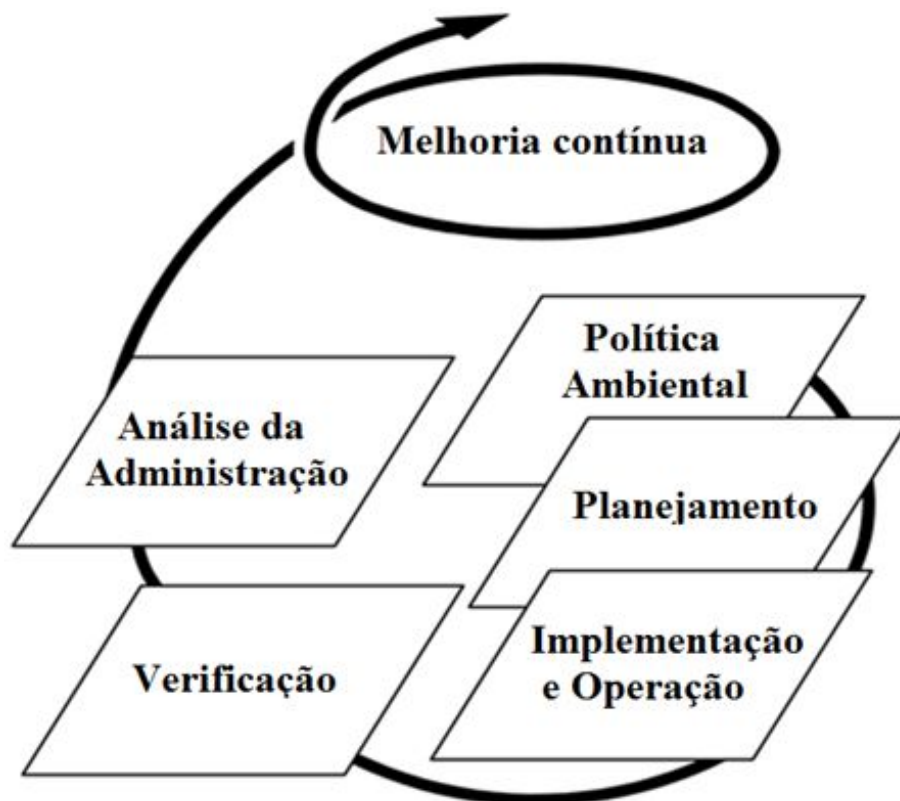 Melhoria contínua
Política
Ambiental
Análise da
Administração
Planejamento
Implementação
e Operação
Verificação